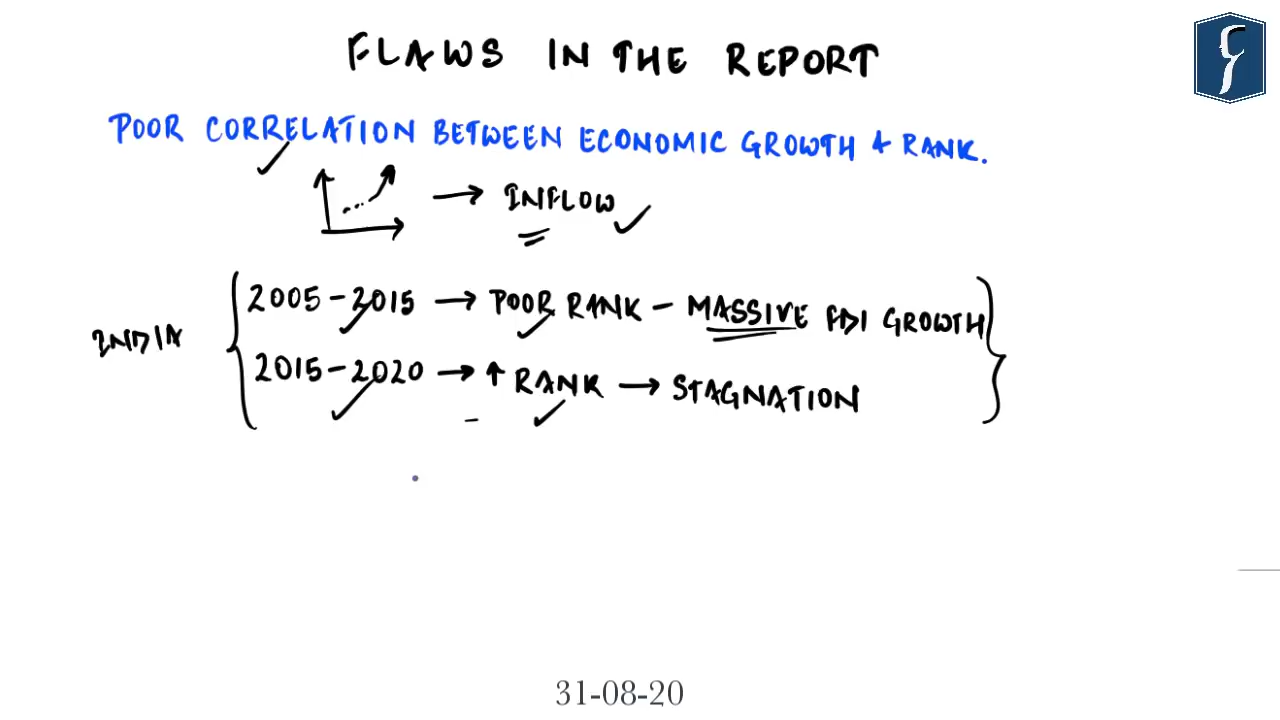 FLAWS IN THE REPORT
POOR CORRELATION BETWEEN ECONOMIC GROWTH & RANK.
→ INFLOW
2005-2015 → POOR RANK - MASSIVE FDI GROWTH
INDIA
2015-2020 → ↑ RANK → STAGNATION
31-08-20